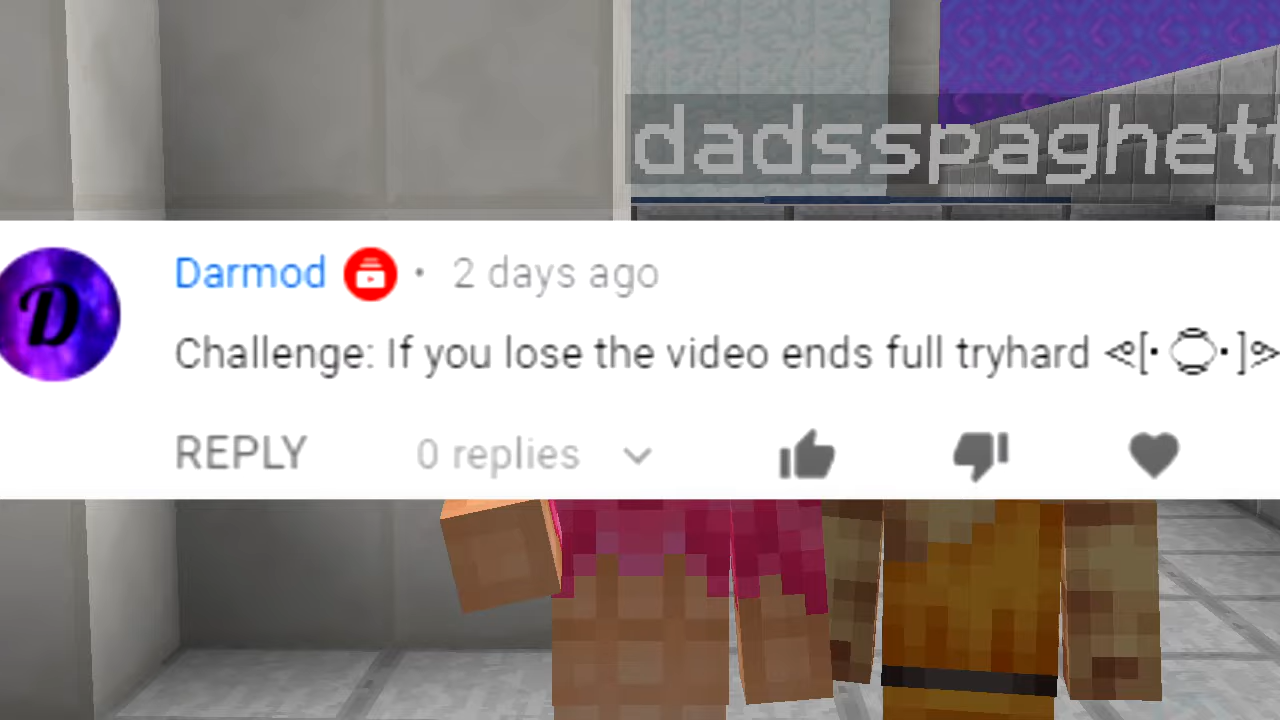 dadsspaghett
D
Darmod • 2 days ago
Challenge: If you lose the video ends full tryhard
REPLY 0 replies